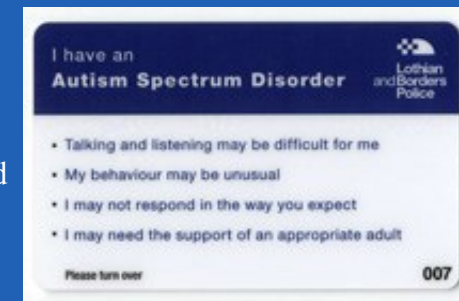 I have an
Autism Spectrum Disorder
Lothian
and Borders
Police
• Talking and listening may be difficult for me
• My behaviour may be unusual
• I may not respond in the way you expect
• I may need the support of an appropriate adult
Please turn over
007